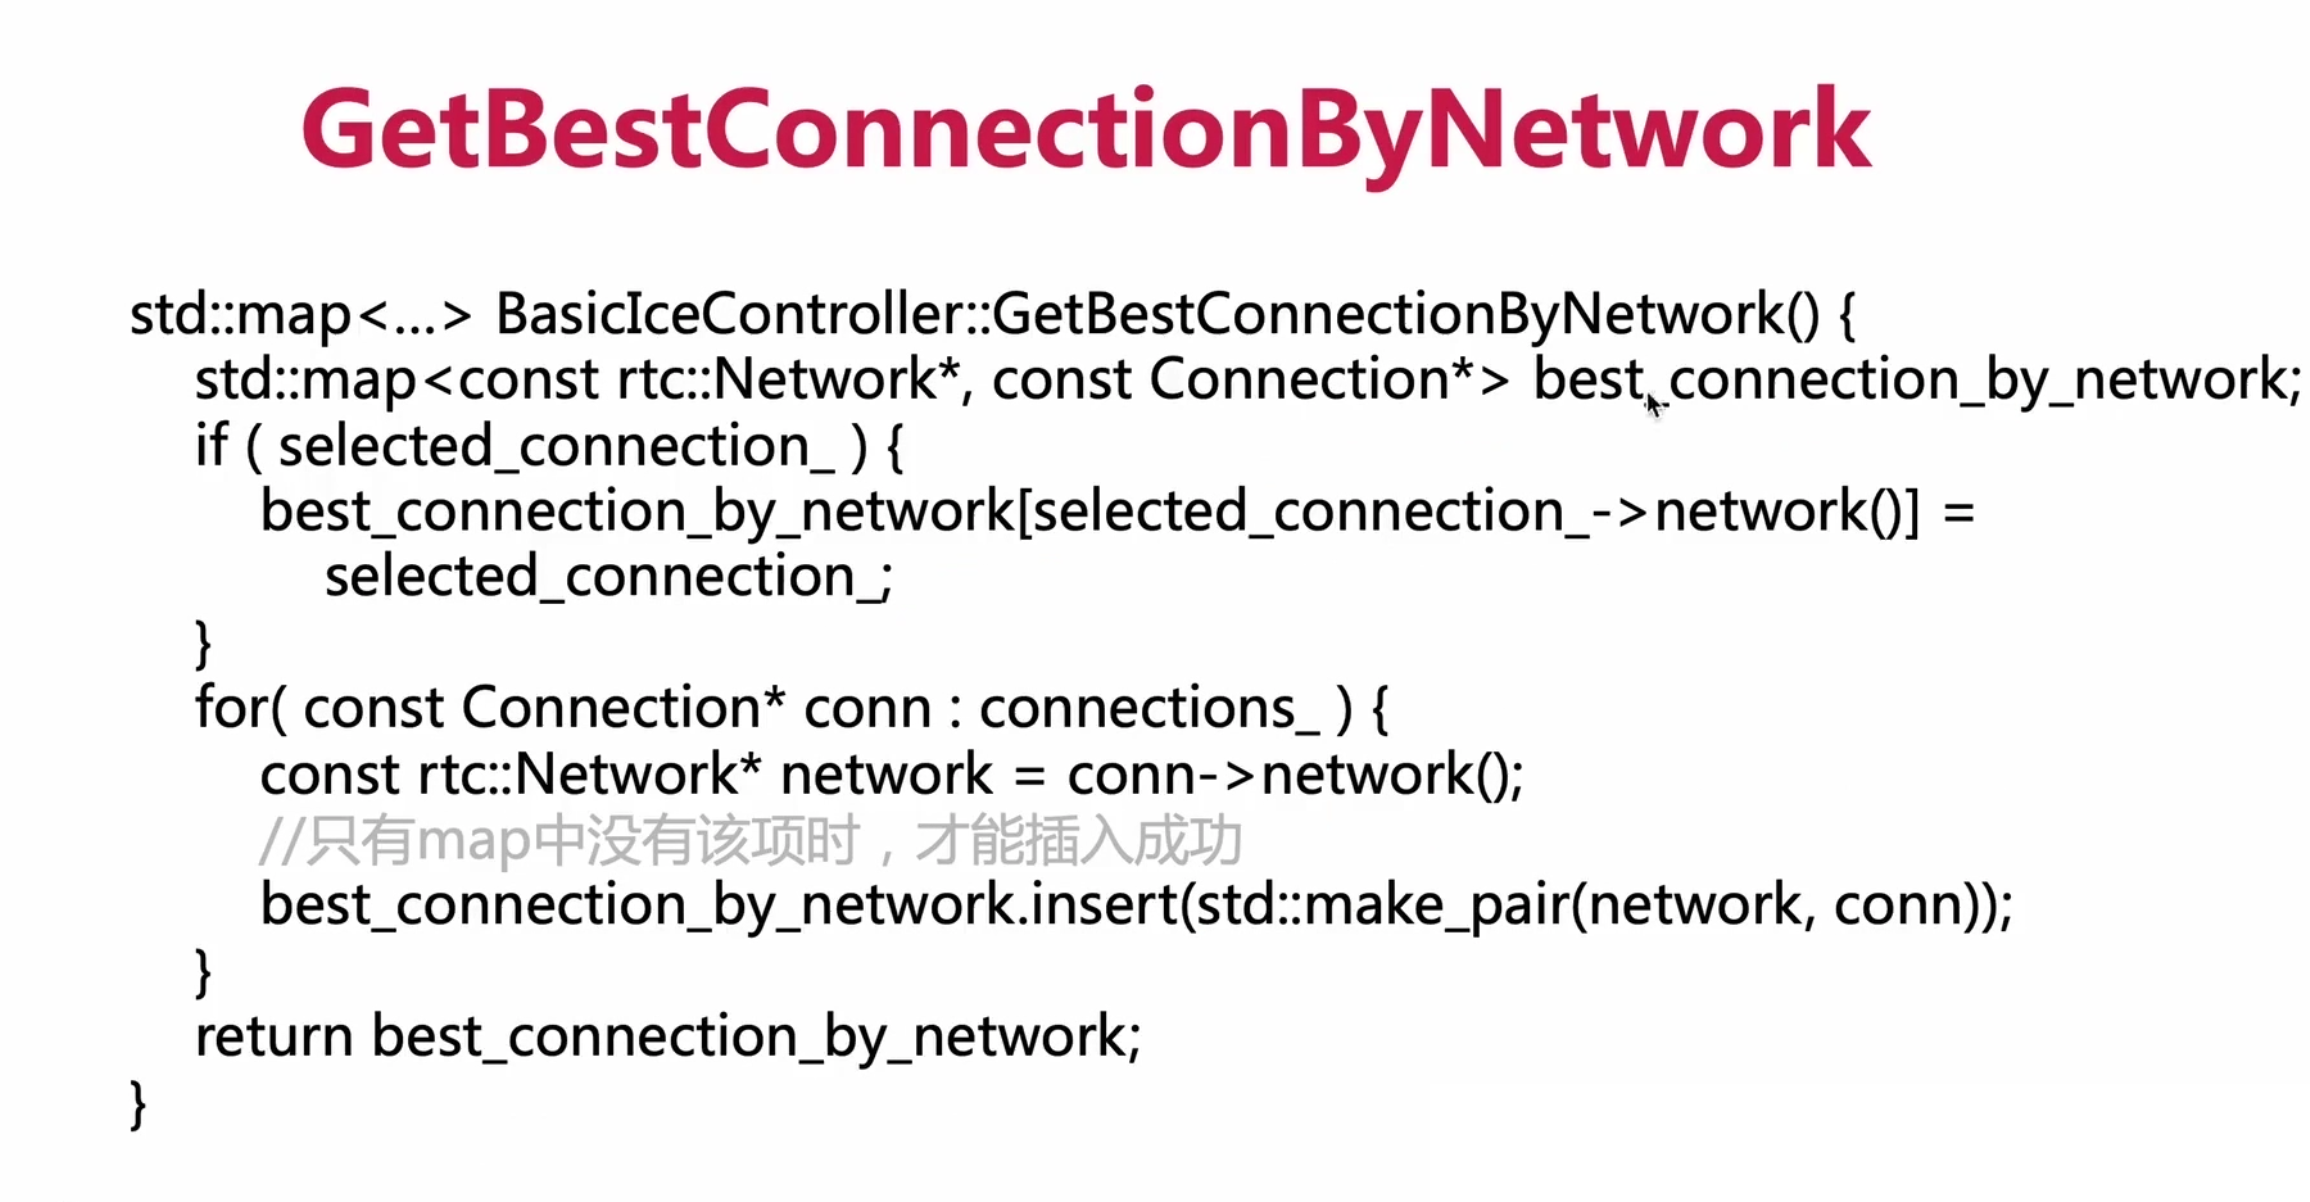 GetBestConnectionByNetwork
std::map<...> BasicIceController::GetBestConnectionByNetwork() {
std::map<const rtc::Network*, const Connection*> best_connection_by_network;
if ( selected_connection_ ) {
best_connection_by_network[selected_connection_->network()] =
selected_connection_;
}
for( const Connection* conn : connections_ ) {
const rtc::Network* network = conn->network();
//只有map中没有该项时，才能插入成功
best_connection_by_network.insert(std::make_pair(network, conn));
}
return best_connection_by_network;
}